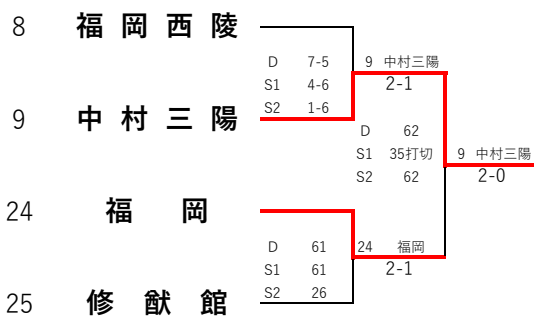 8 福岡西陵
D 7-5
S1 4-6
S2 1-6
9 中村三陽
2-1
9 中村三陽
D 62
S1 35打切
S2 62
9 中村三陽
2-0
24 福岡
D 61
S1 61
S2 26
24 福岡
2-1
25 修猷館